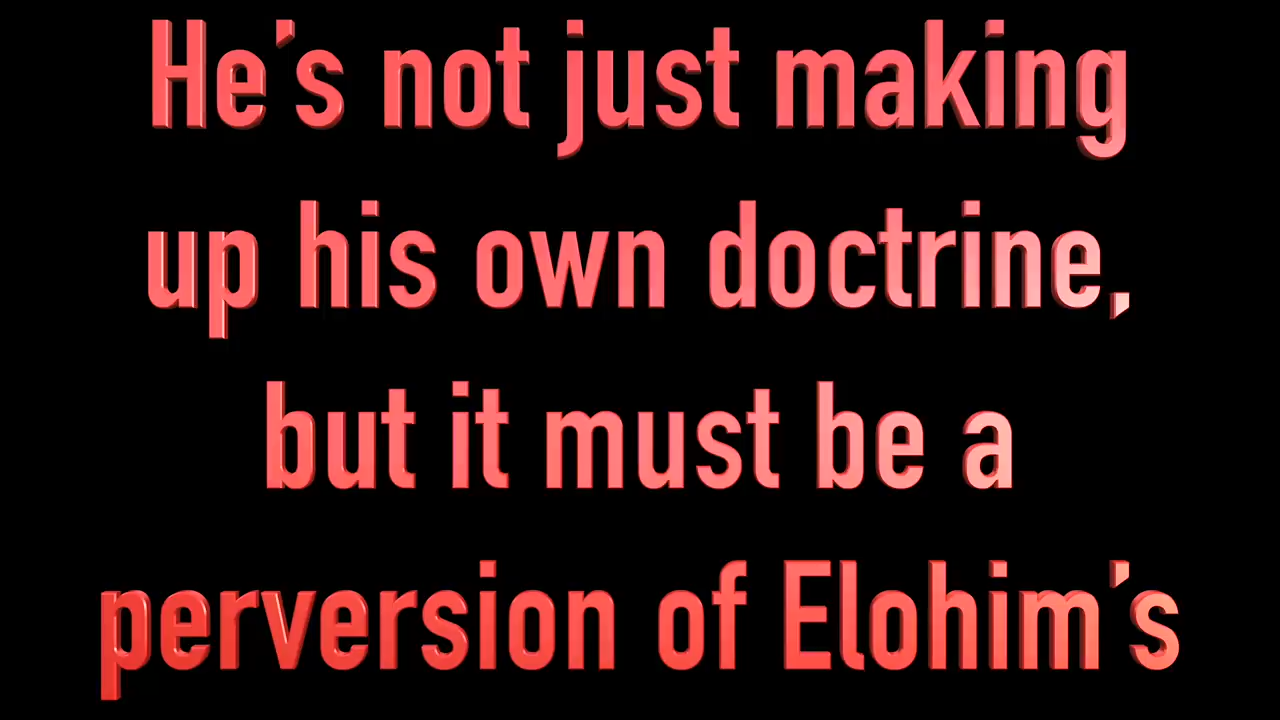 He's not just making
up his own doctrine,
but it must be a
perversion of Elohim's